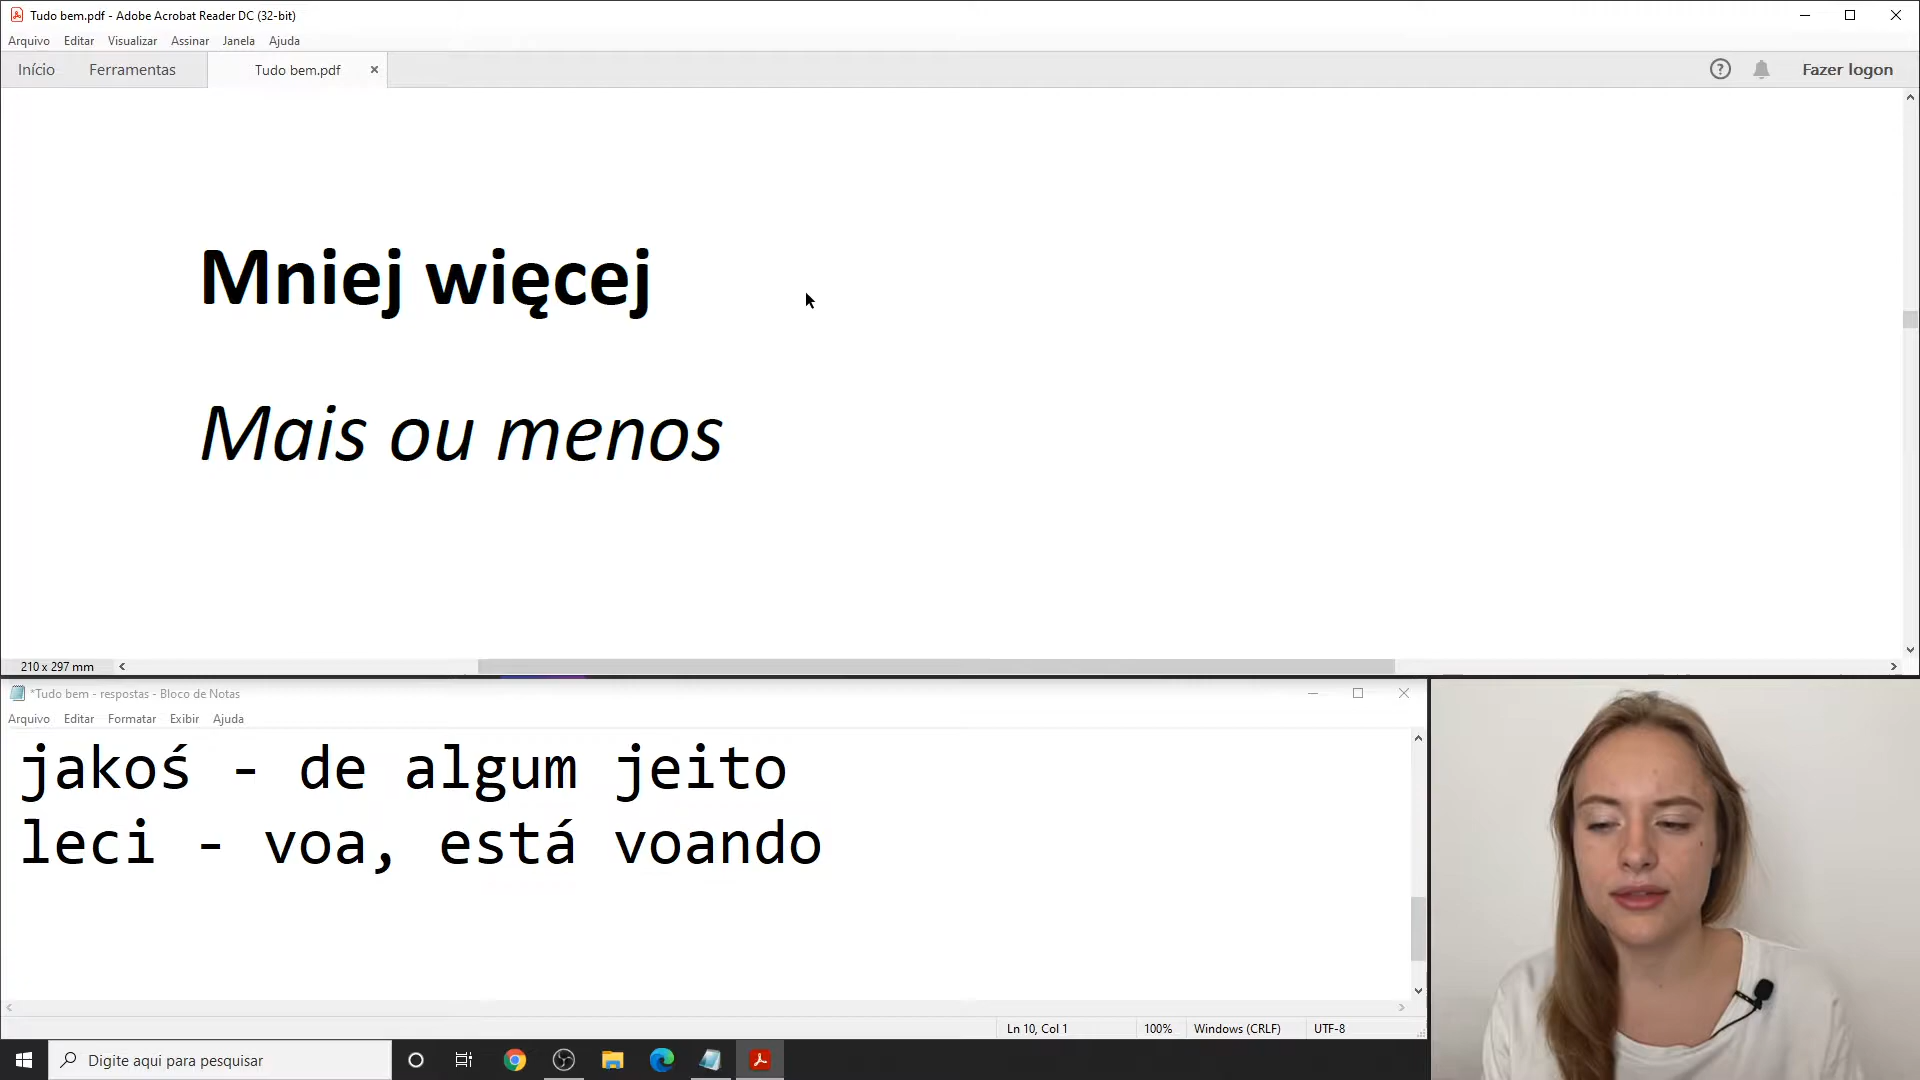 Tudo bem.pdf - Adobe Acrobat Reader DC (32-bit)
Arquivo Editar Visualizar Assinar Janela Ajuda
Início Ferramentas Tudo bem.pdf Fazer logon
Mniej więcej
Mais ou menos
210 x 297 mm
*Tudo bem - respostas - Bloco de Notas
Arquivo Editar Formatar Exibir Ajuda
jakoś - de algum jeito
leci - voa, está voando
Ln 10, Col 1 100% Windows (CRLF) UTF-8
Digite aqui para pesquisar